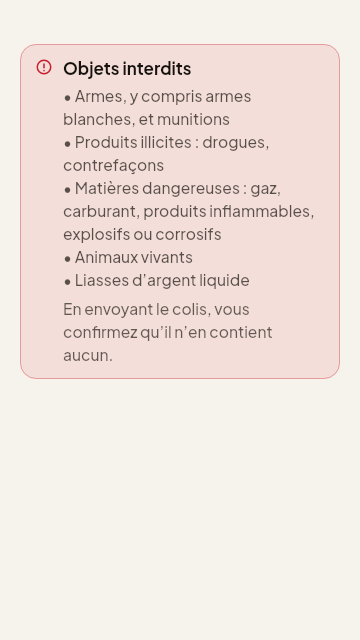 Objets interdits
• Armes, y compris armes
blanches, et munitions
• Produits illicites : drogues,
contrefaçons
• Matières dangereuses : gaz,
carburant, produits inflammables,
explosifs ou corrosifs
• Animaux vivants
• Liasses d’argent liquide
En envoyant le colis, vous
confirmez qu’il n’en contient
aucun.